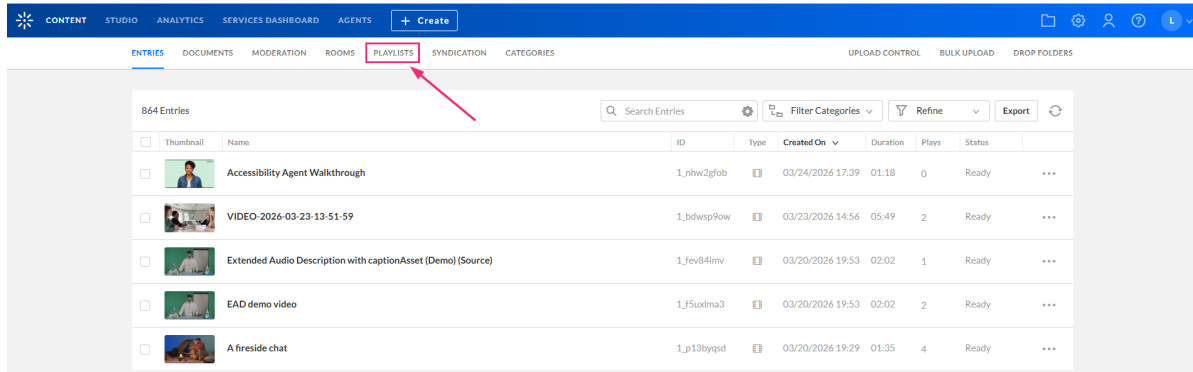 CONTENT STUDIO ANALYTICS SERVICES DASHBOARD AGENTS + Create L
ENTRIES DOCUMENTS MODERATION ROOMS PLAYLISTS SYNDICATION CATEGORIES UPLOAD CONTROL BULK UPLOAD DROP FOLDERS
864 Entries Search Entries Filter Categories Refine Export
Thumbnail Name ID Type Created On Duration Plays Status
Accessibility Agent Walkthrough 1_nhw2gfob 03/24/2026 17:39 01:18 0 Ready
VIDEO-2026-03-23-13-51-59 1_bdwsp9ow 03/23/2026 14:56 05:49 2 Ready
Extended Audio Description with captionAsset (Demo) (Source) 1_fev84imv 03/20/2026 19:53 02:02 1 Ready
EAD demo video 1_f5uxlma3 03/20/2026 19:53 02:02 2 Ready
A fireside chat 1_p13byqsd 03/20/2026 19:29 01:35 4 Ready